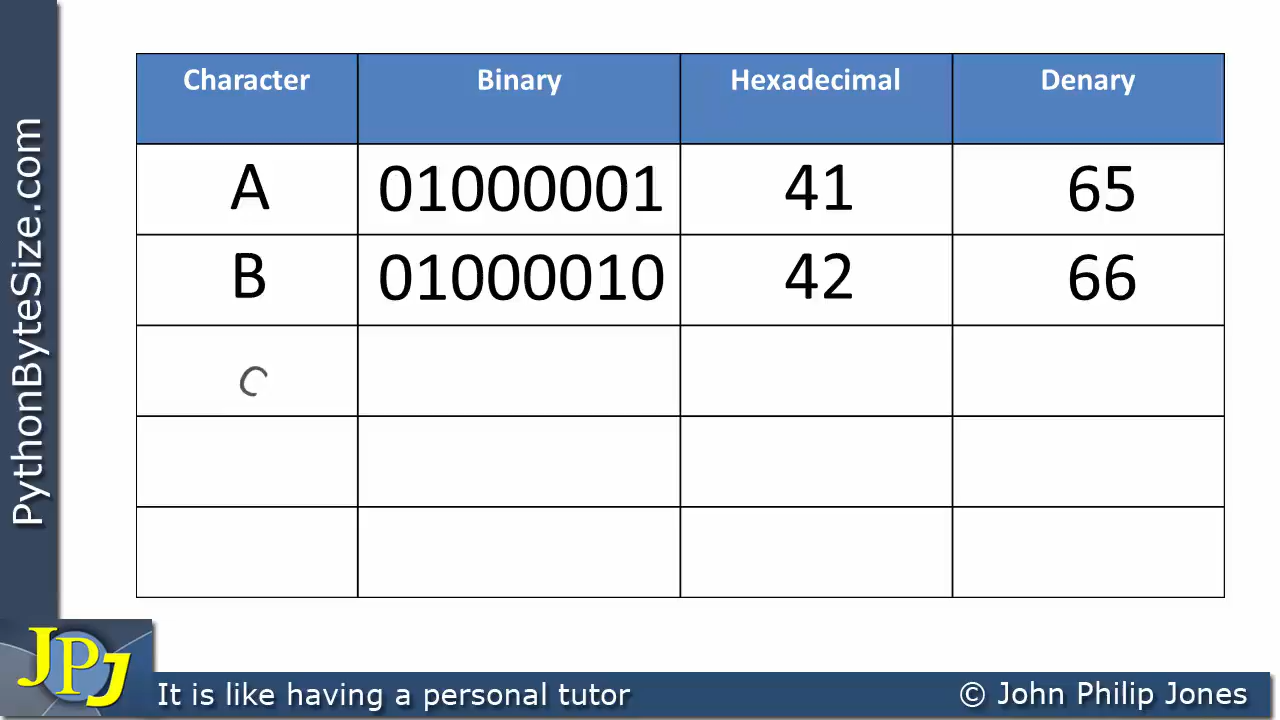 PythonByteSize.com
Character Binary Hexadecimal Denary
A 01000001 41 65
B 01000010 42 66
C
JPJ
It is like having a personal tutor
© John Philip Jones